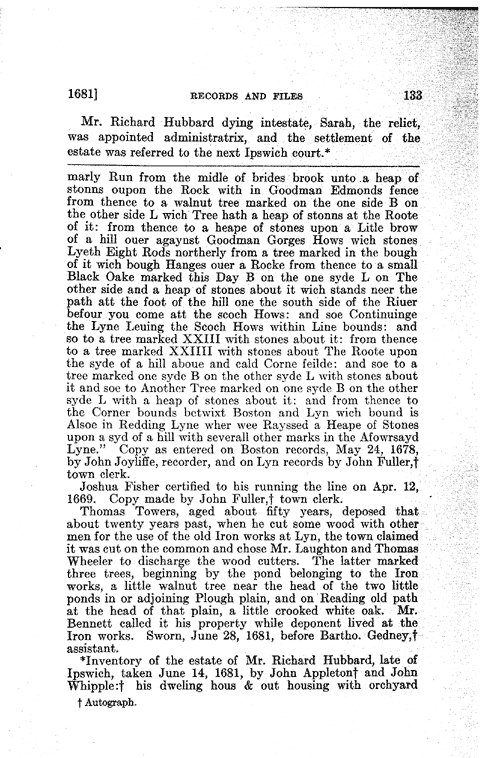 1681] RECORDS AND FILES 133
Mr. Richard Hubbard dying intestate, Sarah, the relict,
was appointed administratrix, and the settlement of the
estate was referred to the next Ipswich court.*
marly Run from the midle of brides brook unto a heap of
stonns oupon the Rock with in Goodman Edmonds fence
from thence to a walnut tree marked on the one side B on
the other side L wich Tree hath a heap of stonns at the Roote
of it: from thence to a heape of stones upon a Litle brow
of a hill ouer agaynst Goodman Gorges Hows wich stones
Lyeth Eight Rods northerly from a tree marked in the bough
of it wich bough Hanges ouer a Rocke from thence to a small
Black Oake marked this Day B on the one syde L on The
other side and a heap of stones about it wich stands neer the
path att the foot of the hill one the south side of the Riuer
befour you come att the scoch Hows: and soe Continuinge
the Lyne Leuing the Scoch Hows within Line bounds: and
so to a tree marked XXIII with stones about it: from thence
to a tree marked XXIIII with stones about The Roote upon
the syde of a hill aboue and cald Corne feilde: and soe to a
tree marked one syde B on the other syde L with stones about
it and soe to Another Tree marked on one syde B on the other
syde L with a heap of stones about it: and from thence to
the Corner bounds betwixt Boston and Lyn wich bound is
Alsoe in Redding Lyne wher wee Rayssed a Heape of Stones
upon a syd of a hill with severall other marks in the Afowrsayd
Lyne." Copy as entered on Boston records, May 24, 1678,
by John Joyliffe, recorder, and on Lyn records by John Fuller,†
town clerk.
Joshua Fisher certified to his running the line on Apr. 12,
1669. Copy made by John Fuller,† town clerk.
Thomas Towers, aged about fifty years, deposed that
about twenty years past, when he cut some wood with other
men for the use of the old Iron works at Lyn, the town claimed
it was cut on the common and chose Mr. Laughton and Thomas
Wheeler to discharge the wood cutters. The latter marked
three trees, beginning by the pond belonging to the Iron
works, a little walnut tree near the head of the two little
ponds in or adjoining Plough plain, and on Reading old path
at the head of that plain, a little crooked white oak. Mr.
Bennett called it his property while deponent lived at the
Iron works. Sworn, June 28, 1681, before Bartho. Gedney,†
assistant.
*Inventory of the estate of Mr. Richard Hubbard, late of
Ipswich, taken June 14, 1681, by John Appleton† and John
Whipple:† his dweling hous & out housing with orchyard
† Autograph.